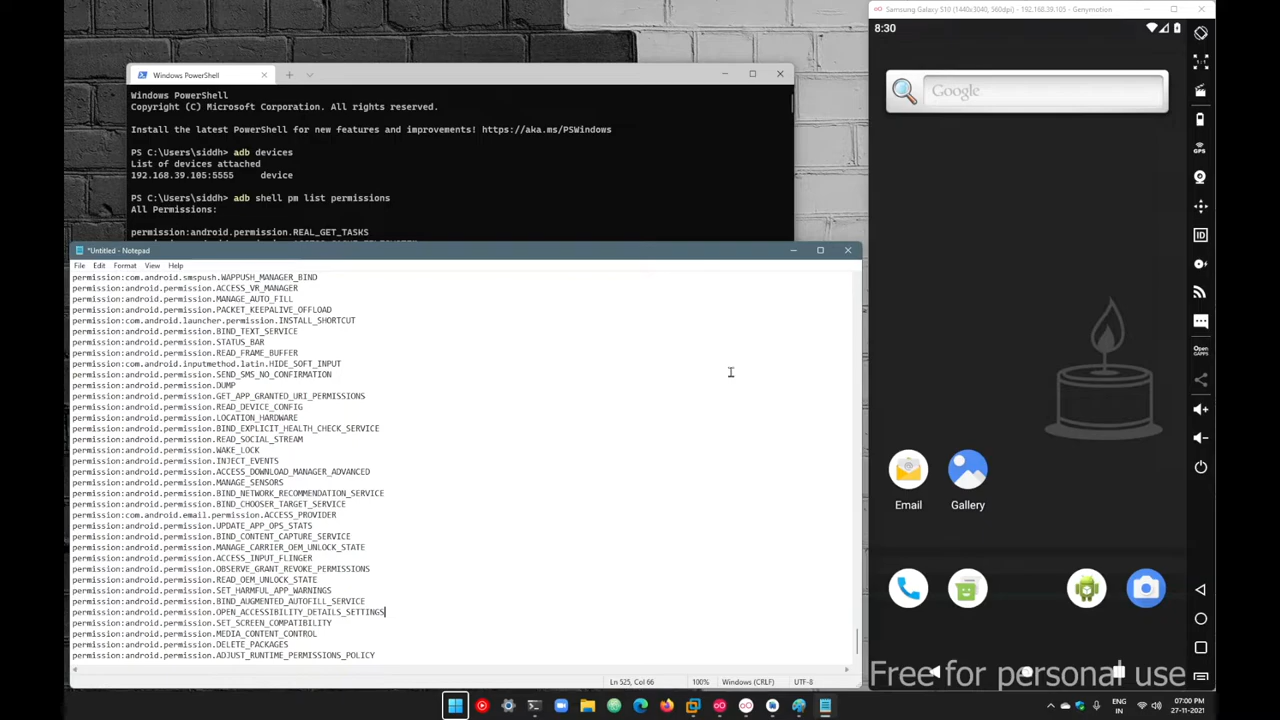 Samsung Galaxy S10 (1440x3040, 560dpi) - 192.168.39.105 - Genymotion
8:30
Google
Windows PowerShell
Windows PowerShell
Copyright (C) Microsoft Corporation. All rights reserved.
Install the latest PowerShell for new features and improvements! https://aka.ms/PSWindows
PS C:\Users\siddh> adb devices
List of devices attached
192.168.39.105:5555 device
PS C:\Users\siddh> adb shell pm list permissions
All Permissions:
permission:android.permission.REAL_GET_TASKS
*Untitled - Notepad
File Edit Format View Help
permission:com.android.smspush.WAPPUSH_MANAGER_BIND
permission:android.permission.ACCESS_VR_MANAGER
permission:android.permission.MANAGE_AUTO_FILL
permission:android.permission.PACKET_KEEPALIVE_OFFLOAD
permission:com.android.launcher.permission.INSTALL_SHORTCUT
permission:android.permission.BIND_TEXT_SERVICE
permission:android.permission.STATUS_BAR
permission:android.permission.READ_FRAME_BUFFER
permission:com.android.inputmethod.latin.HIDE_SOFT_INPUT
permission:android.permission.SEND_SMS_NO_CONFIRMATION
permission:android.permission.DUMP
permission:android.permission.GET_APP_GRANTED_URI_PERMISSIONS
permission:android.permission.READ_DEVICE_CONFIG
permission:android.permission.LOCATION_HARDWARE
permission:android.permission.BIND_EXPLICIT_HEALTH_CHECK_SERVICE
permission:android.permission.READ_SOCIAL_STREAM
permission:android.permission.WAKE_LOCK
permission:android.permission.INJECT_EVENTS
permission:android.permission.ACCESS_DOWNLOAD_MANAGER_ADVANCED
permission:android.permission.MANAGE_SENSORS
permission:android.permission.BIND_NETWORK_RECOMMENDATION_SERVICE
permission:android.permission.BIND_CHOOSER_TARGET_SERVICE
permission:com.android.email.permission.ACCESS_PROVIDER
permission:android.permission.UPDATE_APP_OPS_STATS
permission:android.permission.BIND_CONTENT_CAPTURE_SERVICE
permission:android.permission.MANAGE_CARRIER_OEM_UNLOCK_STATE
permission:android.permission.ACCESS_INPUT_FLINGER
permission:android.permission.OBSERVE_GRANT_REVOKE_PERMISSIONS
permission:android.permission.READ_OEM_UNLOCK_STATE
permission:android.permission.SET_HARMFUL_APP_WARNINGS
permission:android.permission.BIND_AUGMENTED_AUTOFILL_SERVICE
permission:android.permission.OPEN_ACCESSIBILITY_DETAILS_SETTINGS
permission:android.permission.SET_SCREEN_COMPATIBILITY
permission:android.permission.MEDIA_CONTENT_CONTROL
permission:android.permission.DELETE_PACKAGES
permission:android.permission.ADJUST_RUNTIME_PERMISSIONS_POLICY
Ln 525, Col 66 100% Windows (CRLF) UTF-8
Email Gallery
GPS
ID
Open GAPPS
Free for personal use
ENG
IN
07:00 PM
27-11-2021